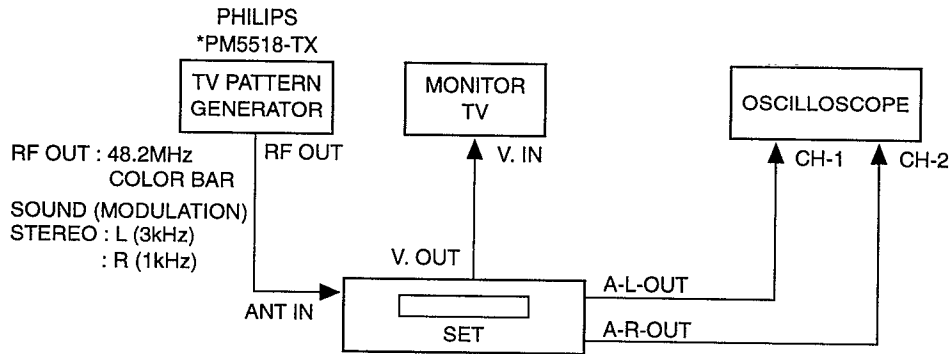 PHILIPS
*PM5518-TX
TV PATTERN
GENERATOR
MONITOR
TV
OSCILLOSCOPE
RF OUT : 48.2MHz
COLOR BAR
SOUND (MODULATION)
STEREO : L (3kHz)
: R (1kHz)
RF OUT
V. IN
CH-1
CH-2
V. OUT
ANT IN
SET
A-L-OUT
A-R-OUT